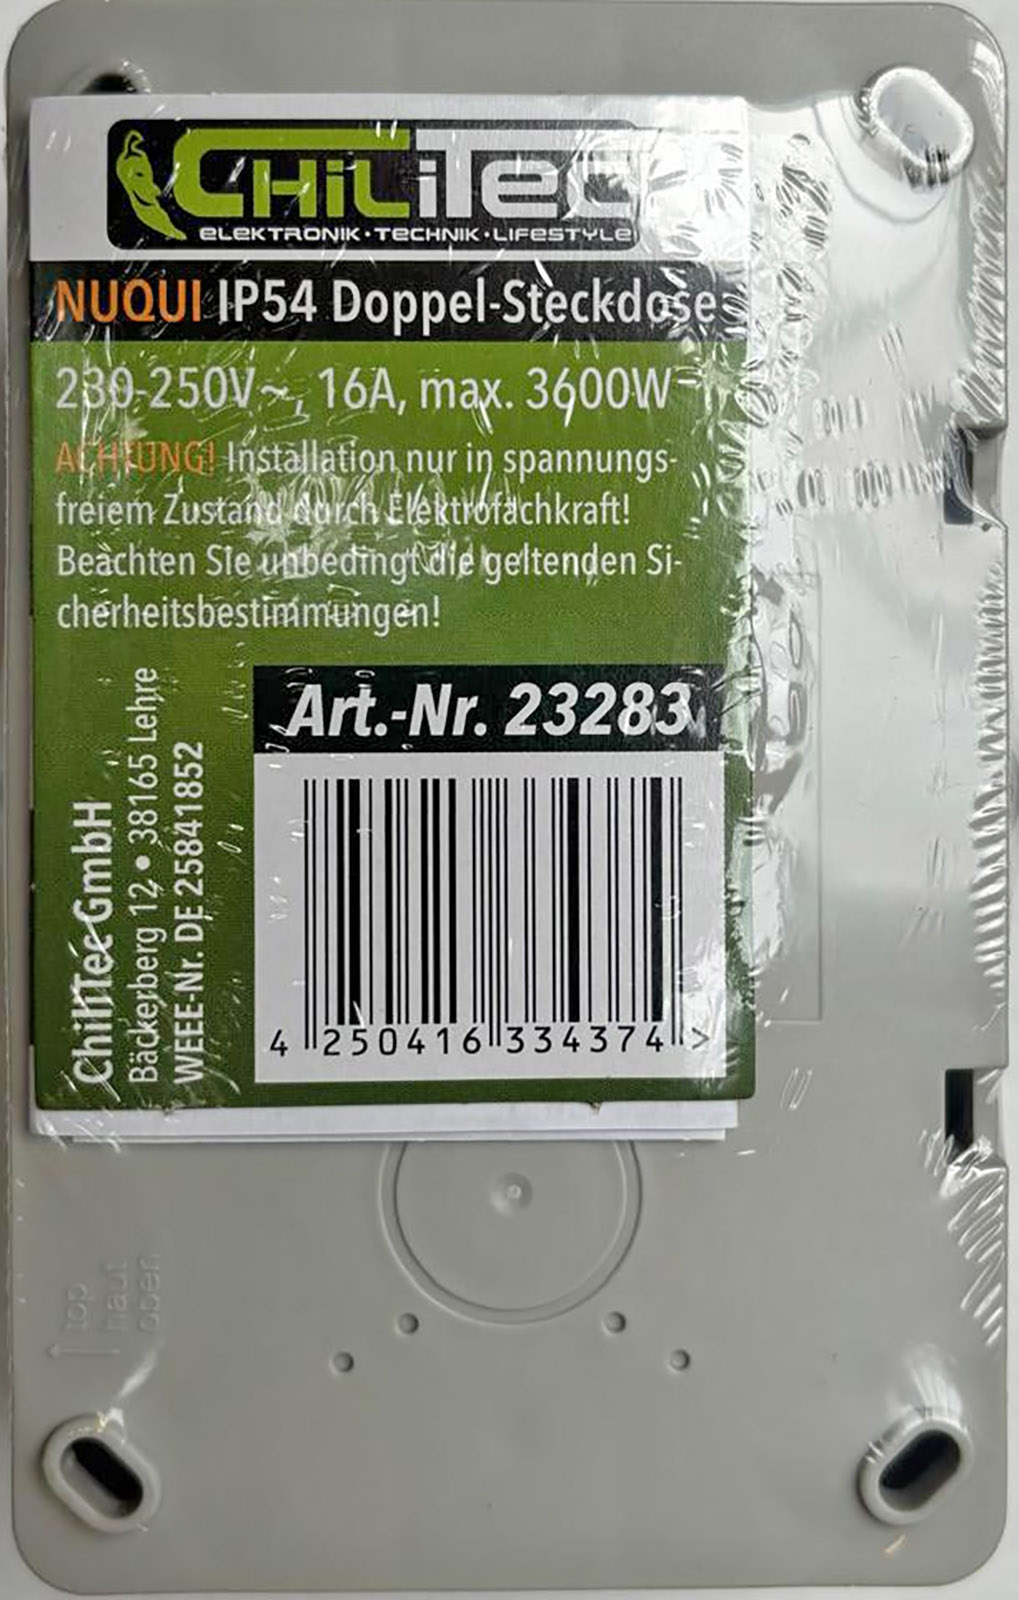 CHiLiTEC
ELEKTRONIK · TECHNIK · LIFESTYLE
NUQUI IP54 Doppel-Steckdose
230-250V~, 16A, max. 3600W
ACHTUNG! Installation nur in spannungs-
freiem Zustand durch Elektrofachkraft!
Beachten Sie unbedingt die geltenden Si-
cherheitsbestimmungen!
Art.-Nr. 23283
ChiliTec GmbH
Bäckerberg 12 • 38165 Lehre
WEEE-Nr. DE 25841852
4 250416 334374 >
top
haut
oben